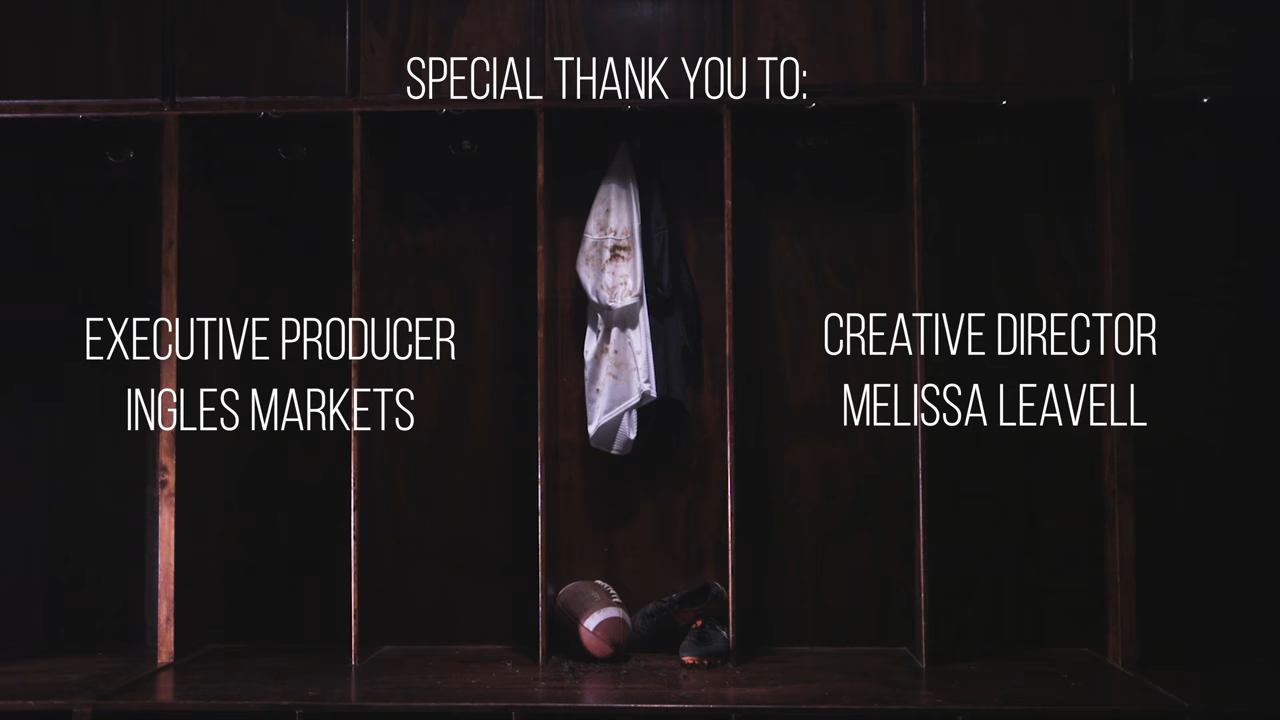 SPECIAL THANK YOU TO:
EXECUTIVE PRODUCER
INGLES MARKETS
CREATIVE DIRECTOR
MELISSA LEAVELL